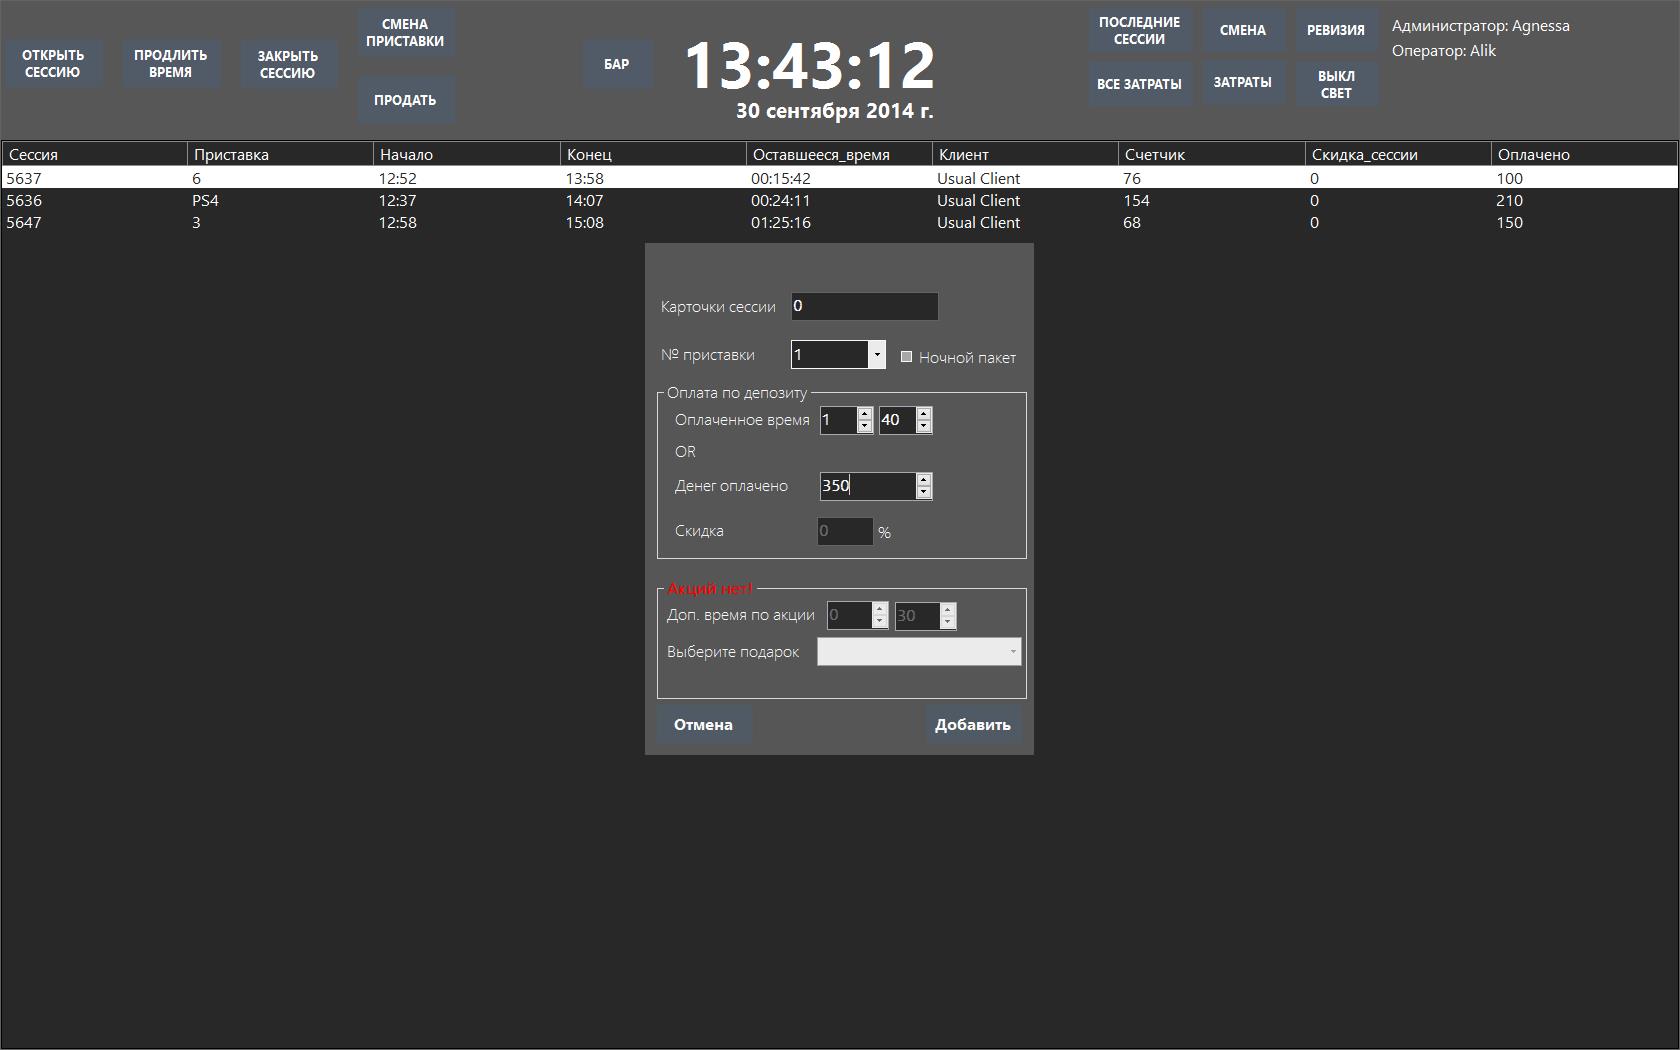 ОТКРЫТЬ
СЕССИЮ
ПРОДЛИТЬ
ВРЕМЯ
ЗАКРЫТЬ
СЕССИЮ
СМЕНА
ПРИСТАВКИ
ПРОДАТЬ
БАР
13:43:12
30 сентября 2014 г.
ПОСЛЕДНИЕ
СЕССИИ
СМЕНА
РЕВИЗИЯ
ВСЕ ЗАТРАТЫ
ЗАТРАТЫ
ВЫКЛ
СВЕТ
Администратор: Agnessa
Оператор: Alik
Сессия Приставка Начало Конец Оставшееся_время Клиент Счетчик Скидка_сессии Оплачено
5637 6 12:52 13:58 00:15:42 Usual Client 76 0 100
5636 PS4 12:37 14:07 00:24:11 Usual Client 154 0 210
5647 3 12:58 15:08 01:25:16 Usual Client 68 0 150
Карточки сессии 0
№ приставки 1 Ночной пакет
Оплата по депозиту
Оплаченное время 1 40
OR
Денег оплачено 350
Скидка 0 %
Акций нет!
Доп. время по акции 0 30
Выберите подарок
Отмена Добавить